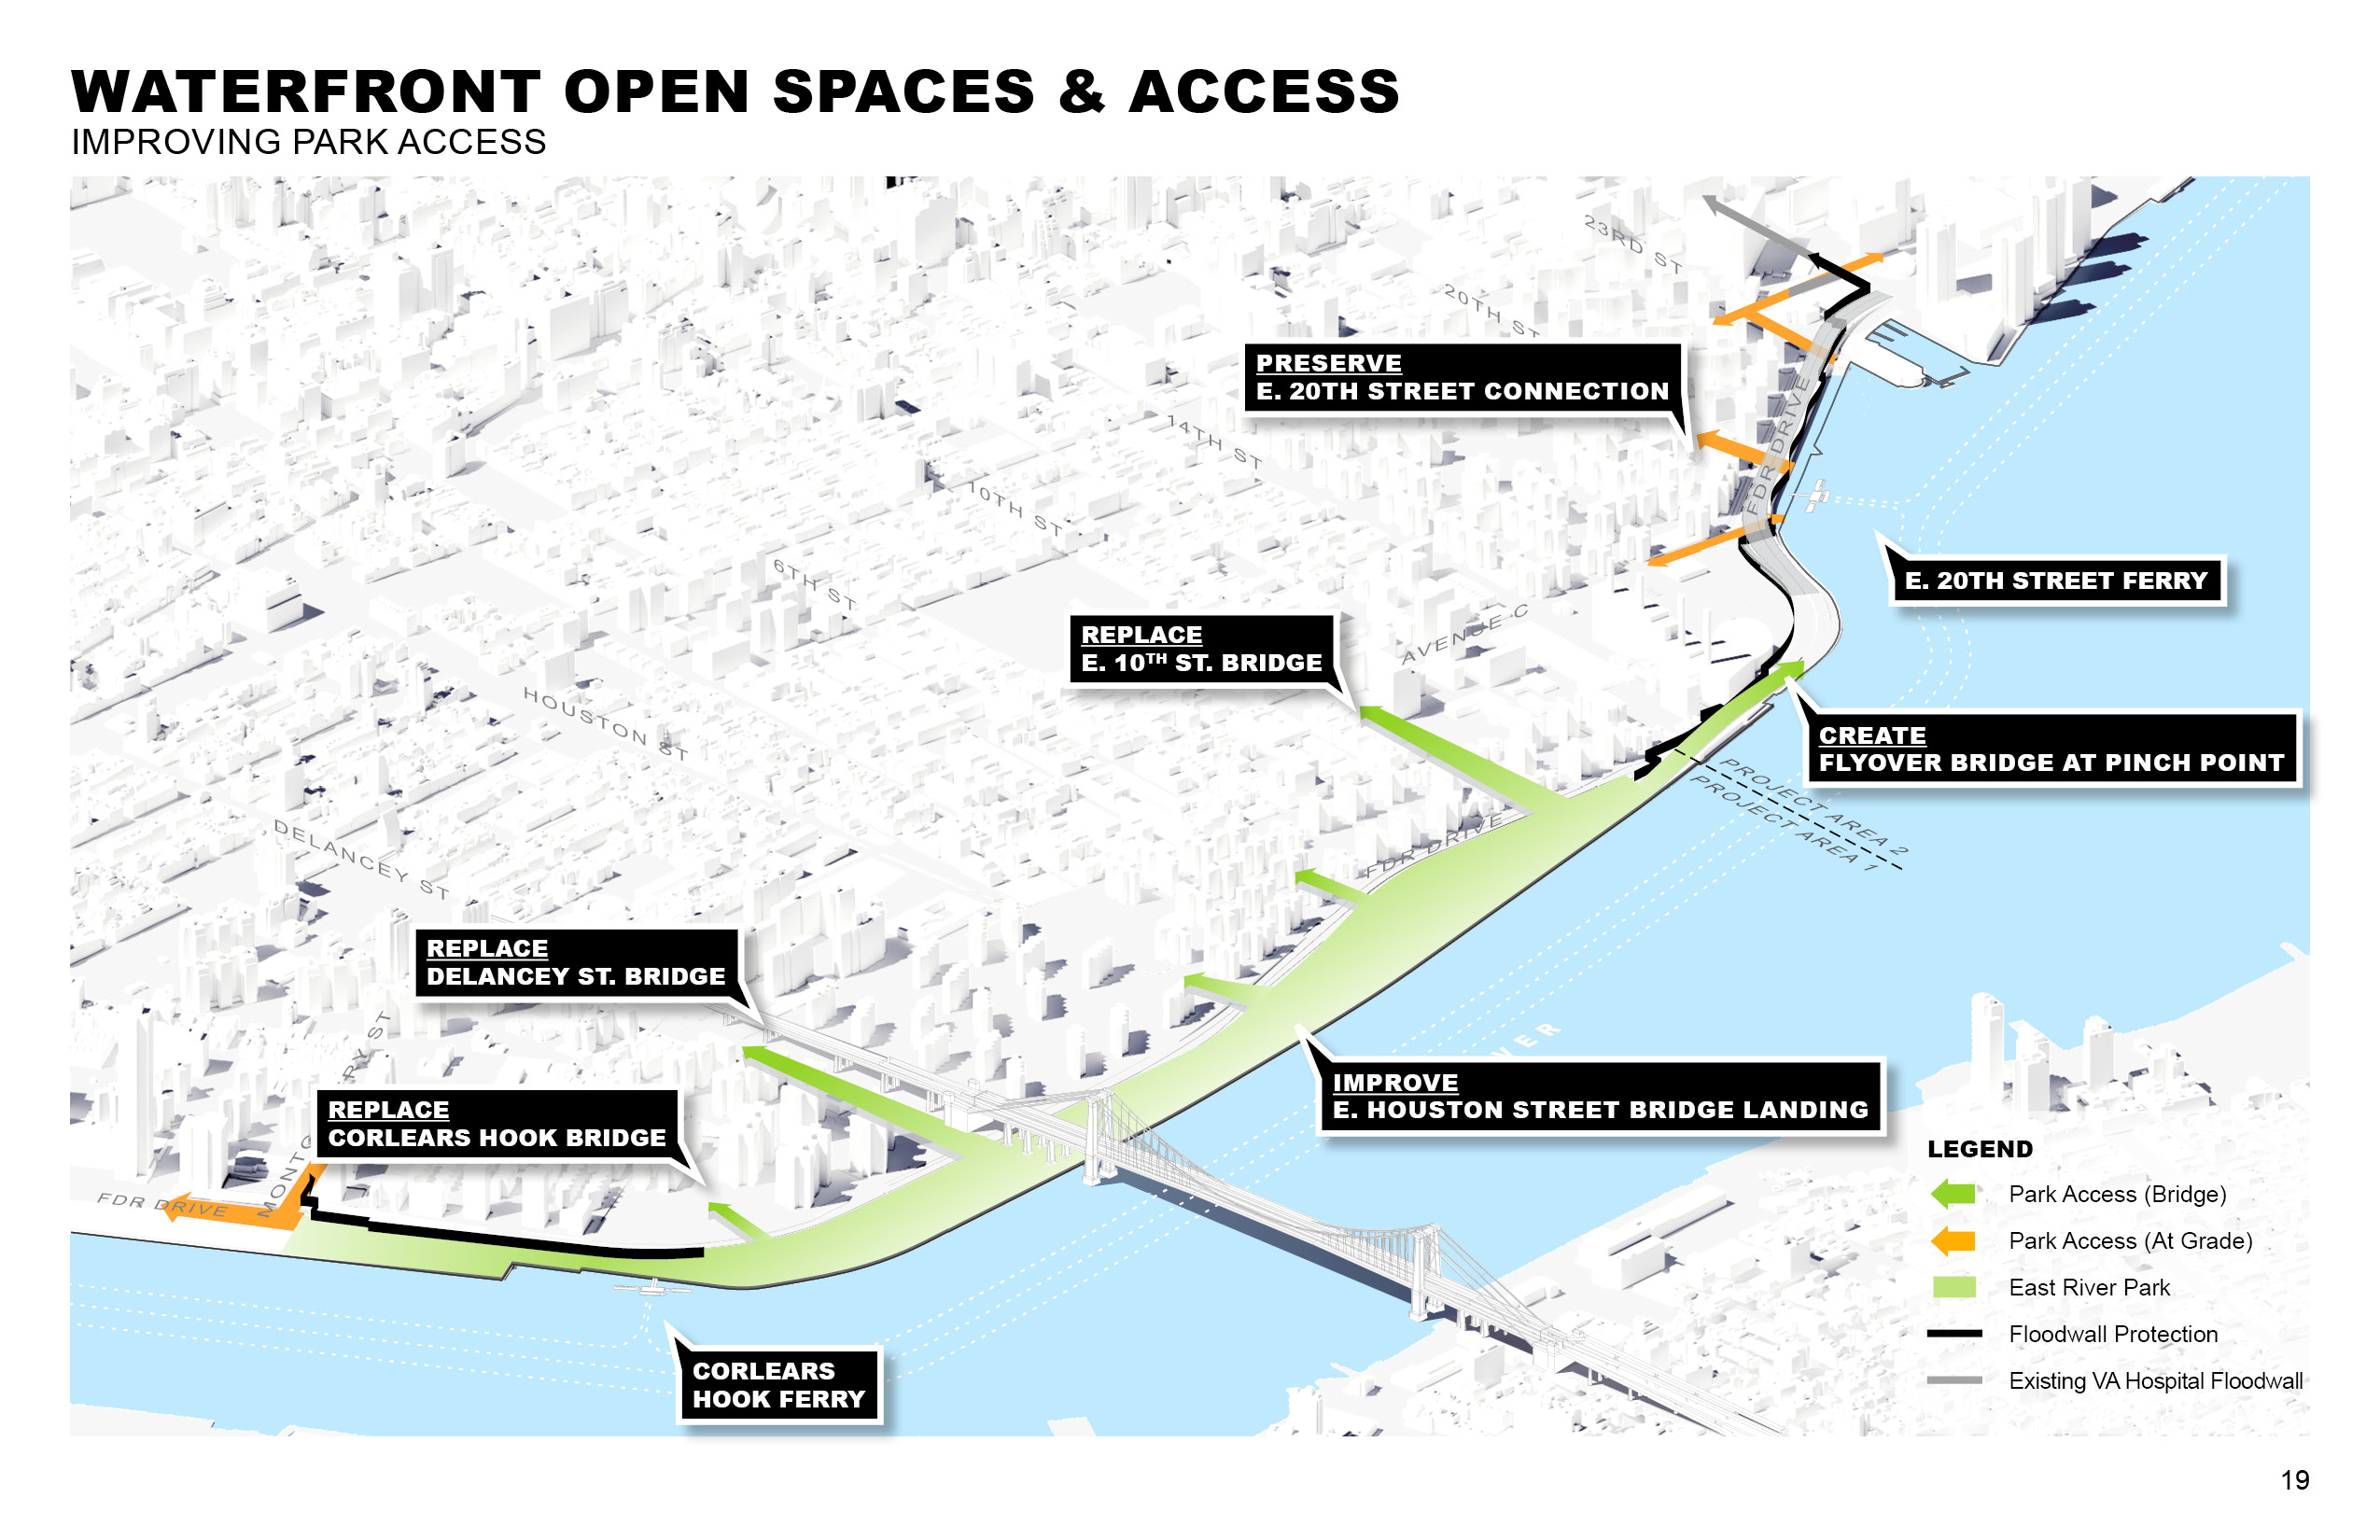 WATERFRONT OPEN SPACES & ACCESS
IMPROVING PARK ACCESS
23RD ST
20TH ST
PRESERVE
E. 20TH STREET CONNECTION
FDR DRIVE
14TH ST
10TH ST
E. 20TH STREET FERRY
6TH ST
AVENUE C
REPLACE
E. 10TH ST. BRIDGE
HOUSTON ST
CREATE
FLYOVER BRIDGE AT PINCH POINT
PROJECT AREA 2
PROJECT AREA 1
DELANCEY ST
FDR DRIVE
REPLACE
DELANCEY ST. BRIDGE
IMPROVE
E. HOUSTON STREET BRIDGE LANDING
REPLACE
CORLEARS HOOK BRIDGE
FDR DRIVE
CORLEARS
HOOK FERRY
LEGEND
Park Access (Bridge)
Park Access (At Grade)
East River Park
Floodwall Protection
Existing VA Hospital Floodwall
19